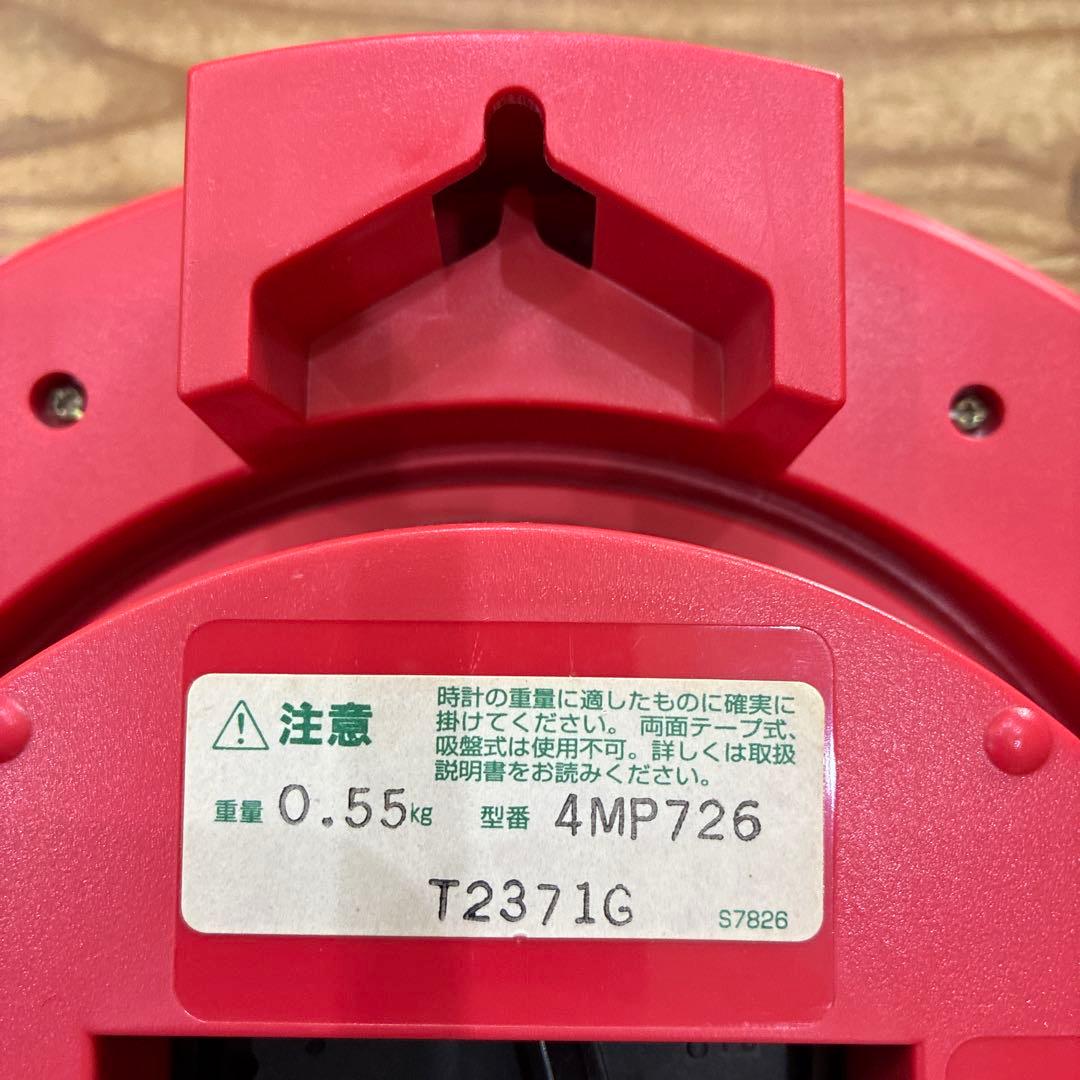 注意
時計の重量に適したものに確実に
掛けてください。両面テープ式、
吸盤式は使用不可。詳しくは取扱
説明書をお読みください。
重量 0.55kg 型番 4MP726
T2371G
S7826